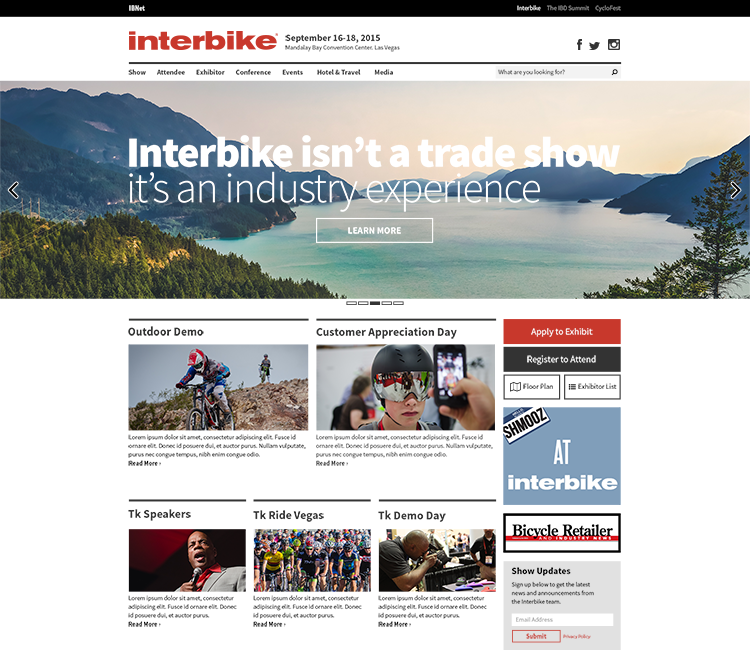 IBNet
Interbike The IBD Summit CycloFest
interbike
September 16-18, 2015
Mandalay Bay Convention Center. Las Vegas
Show Attendee Exhibitor Conference Events Hotel & Travel Media
What are you looking for?
Interbike isn't a trade show
it's an industry experience
LEARN MORE
Outdoor Demo
Lorem ipsum dolor sit amet, consectetur adipiscing elit. Fusce id
ornare elit. Donec id posuere dui, et auctor purus. Nullam vulputate,
purus nec congue tempus, nibh enim congue odio.
Read More ›
Customer Appreciation Day
Lorem ipsum dolor sit amet, consectetur adipiscing elit. Fusce id
ornare elit. Donec id posuere dui, et auctor purus. Nullam vulputate,
purus nec congue tempus, nibh enim congue odio.
Read More ›
Apply to Exhibit
Register to Attend
Floor Plan
Exhibitor List
SHMOOZ
AT
interbike
Tk Speakers
Lorem ipsum dolor sit amet, consectetur
adipiscing elit. Fusce id ornare elit. Donec
id posuere dui, et auctor purus.
Read More ›
Tk Ride Vegas
Lorem ipsum dolor sit amet, consectetur
adipiscing elit. Fusce id ornare elit. Donec
id posuere dui, et auctor purus.
Read More ›
Tk Demo Day
Lorem ipsum dolor sit amet, consectetur
adipiscing elit. Fusce id ornare elit. Donec
id posuere dui, et auctor purus.
Read More ›
Bicycle Retailer
AND INDUSTRY NEWS
Show Updates
Sign up below to get the latest
news and announcements from
the Interbike team.
Email Address
Submit
Privacy Policy